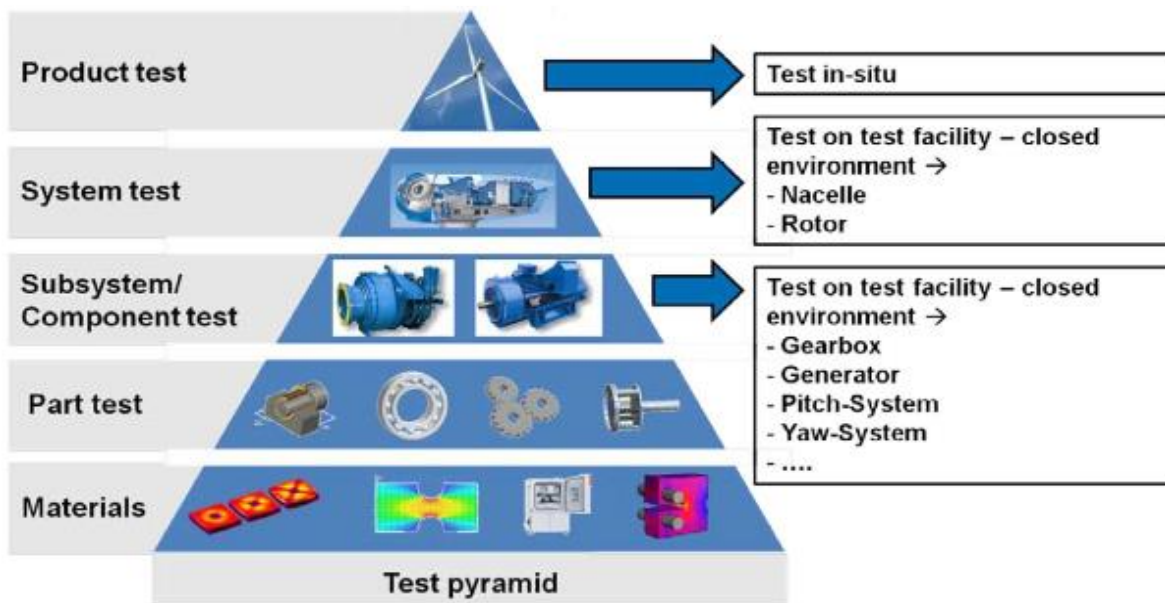 Product test
Test in-situ
System test
Test on test facility – closed
environment →
- Nacelle
- Rotor
Subsystem/
Component test
Test on test facility – closed
environment →
- Gearbox
- Generator
- Pitch-System
- Yaw-System
- ....
Part test
Materials
Test pyramid